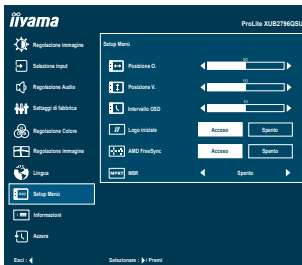 iiyama
ProLite XUB2796QSU
Regolazione Immagine
Selezione input
Regolazione Audio
Settaggi di fabbrica
Regolazione Colore
Regolazione immagine
Lingua
Setup Menù
Informazioni
Azzera
Setup Menù
Posizione O. 50
Posizione V. 50
Intervallo OSD 10
Logo iniziale Acceso Spento
AMD FreeSync Acceso Spento
MPRT MBR Spento
Esci :
Selezionare : / Premi